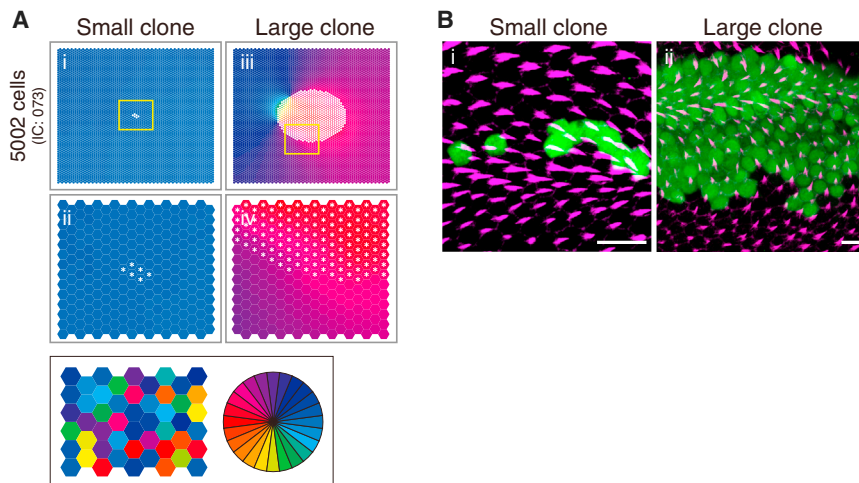 A
Small clone
Large clone
B
Small clone
Large clone
5002 cells
(IC: 073)
i
iii
i
ii
ii
iv